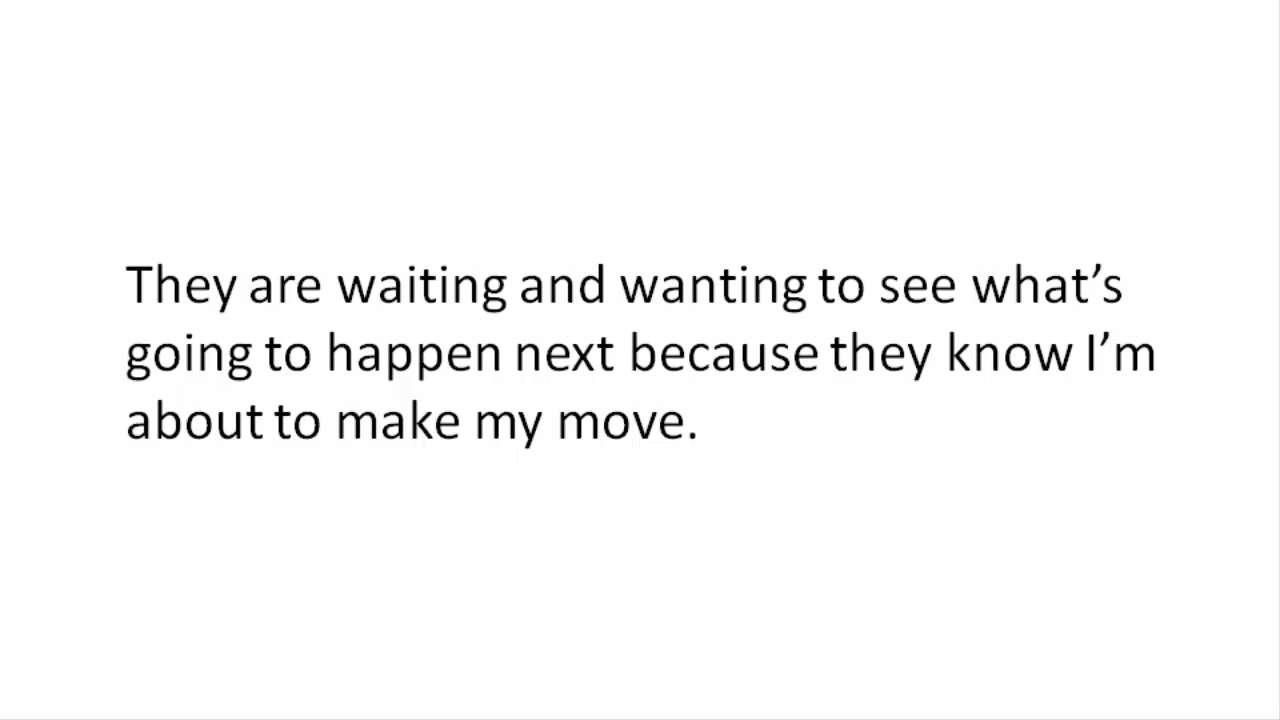 They are waiting and wanting to see what’s
going to happen next because they know I’m
about to make my move.